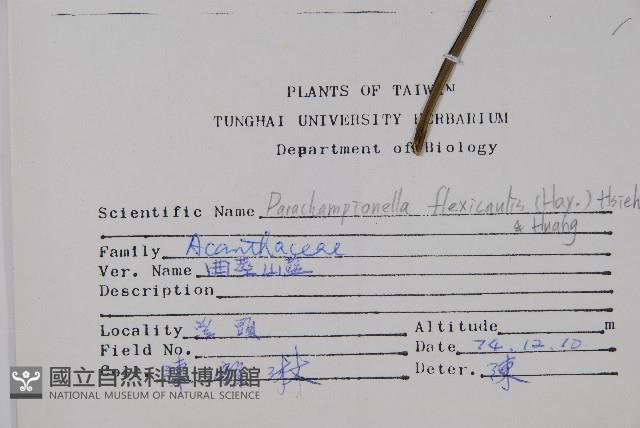 PLANTS OF TAIWAN
TUNGHAI UNIVERSITY HERBARIUM
Department of Biology
Scientific Name Parachampionella flexicaulis (Hay.) Hsieh
& Huang
Family Acanthaceae
Ver. Name 曲莖山藍
Description
Locality 頭
Altitude m
Field No.
Date 74.12.10
Coll. 陳
Deter. 陳
國立自然科學博物館
NATIONAL MUSEUM OF NATURAL SCIENCE